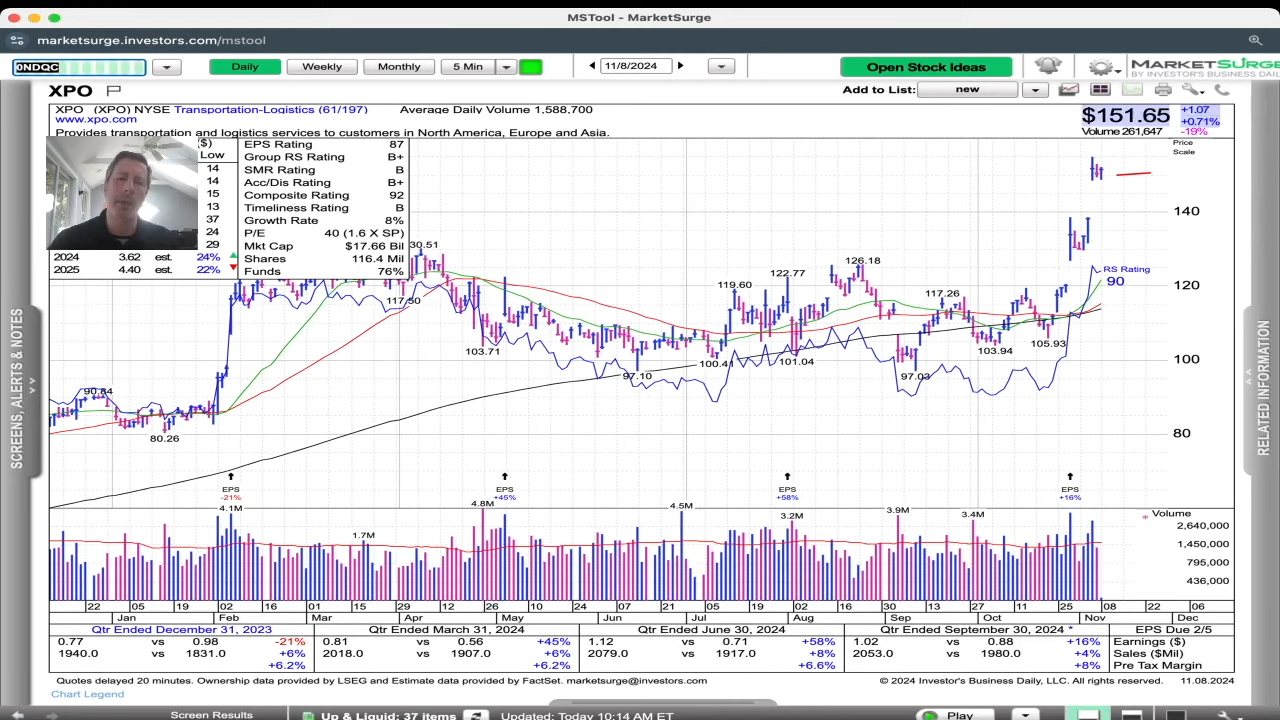 MSTool - MarketSurge
marketsurge.investors.com/mstool
0NDQC Daily Weekly Monthly 5 Min 11/8/2024 Open Stock Ideas MARKETSURGE
BY INVESTOR'S BUSINESS DAILY
XPO Add to List: new
XPO (XPO) NYSE Transportation-Logistics (61/197) Average Daily Volume 1,588,700
www.xpo.com
Provides transportation and logistics services to customers in North America, Europe and Asia.
$151.65 +1.07
+0.71%
Volume 261,647 -19%
Price
Scale
($)
Low
14
14
15
13
37
24
29
2024 3.62 est. 24%
2025 4.40 est. 22%
EPS Rating 87
Group RS Rating B+
SMR Rating B
Acc/Dis Rating B+
Composite Rating 92
Timeliness Rating B
Growth Rate 8%
P/E 40 (1.6 X SP)
Mkt Cap $17.66 Bil
Shares 116.4 Mil
Funds 76%
140
120
100
80
RS Rating
90
30.51
117.50
103.71
97.10
100.41
119.60
122.77
101.04
126.18
97.03
117.26
103.94
105.93
90.84
80.26
EPS EPS EPS EPS
-21% +45% +58% +16%
4.1M 1.7M 4.8M 4.5M 3.2M 3.9M 3.4M
* Volume
2,640,000
1,450,000
795,000
436,000
22 05 19 02 16 01 15 29 12 26 10 24 07 21 05 19 02 16 30 13 27 11 25 08 22 06
Jan Feb Mar Apr May Jun Jul Aug Sep Oct Nov Dec
Qtr Ended December 31, 2023 Qtr Ended March 31, 2024 Qtr Ended June 30, 2024 Qtr Ended September 30, 2024 * EPS Due 2/5
0.77 vs 0.98 -21% 0.81 vs 0.56 +45% 1.12 vs 0.71 +58% 1.02 vs 0.88 +16% Earnings ($)
1940.0 vs 1831.0 +6% 2018.0 vs 1907.0 +6% 2079.0 vs 1917.0 +8% 2053.0 vs 1980.0 +4% Sales ($Mil)
+6.2% +6.2% +6.6% +8% Pre Tax Margin
Quotes delayed 20 minutes. Ownership data provided by LSEG and Estimate data provided by FactSet. marketsurge@investors.com © 2024 Investor's Business Daily, LLC. All rights reserved. 11.08.2024
Chart Legend
SCREENS, ALERTS & NOTES
RELATED INFORMATION
Screen Results Up & Liquid: 37 items Updated: Today 10:14 AM ET Play